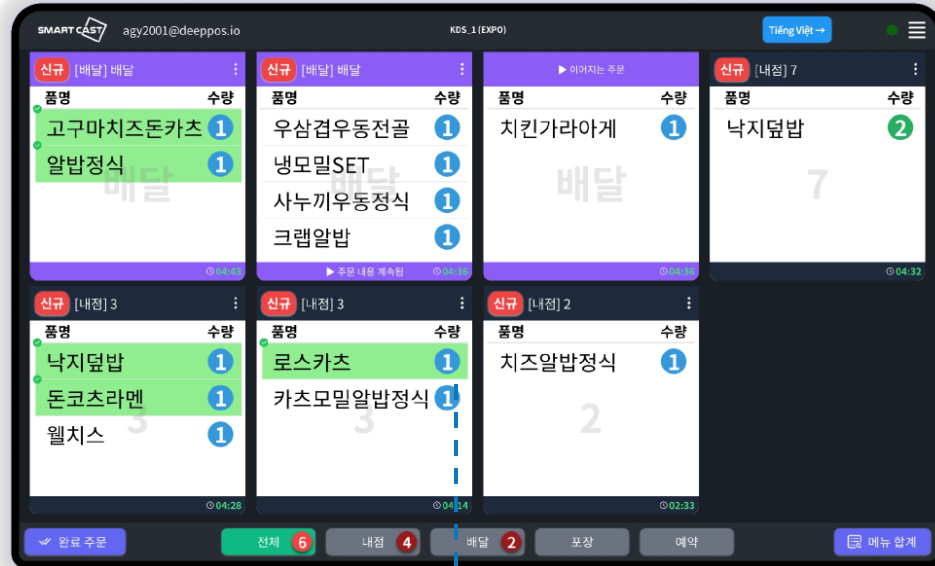 SMART CAST agy2001@deeppos.io KDS_1 (EXPO) Tiếng Việt →
신규 [배달] 배달
품명 수량
고구마치즈돈카츠 1
알밥정식 1
배달
04:43
신규 [배달] 배달
품명 수량
우삼겹우동전골 1
냉모밀SET 1
사누끼우동정식 1
크랩알밥 1
배달
▶ 주문 내용 계속됨 04:36
▶ 이어지는 주문
품명 수량
치킨가라아게 1
배달
04:36
신규 [내점] 7
품명 수량
낙지덮밥 2
7
04:32
신규 [내점] 3
품명 수량
낙지덮밥 1
돈코츠라멘 1
웰치스 1
3
04:28
신규 [내점] 3
품명 수량
로스카츠 1
카츠모밀알밥정식 1
3
04:14
신규 [내점] 2
품명 수량
치즈알밥정식 1
2
02:33
완료 주문 전체 6 내점 4 배달 2 포장 예약 메뉴 합계